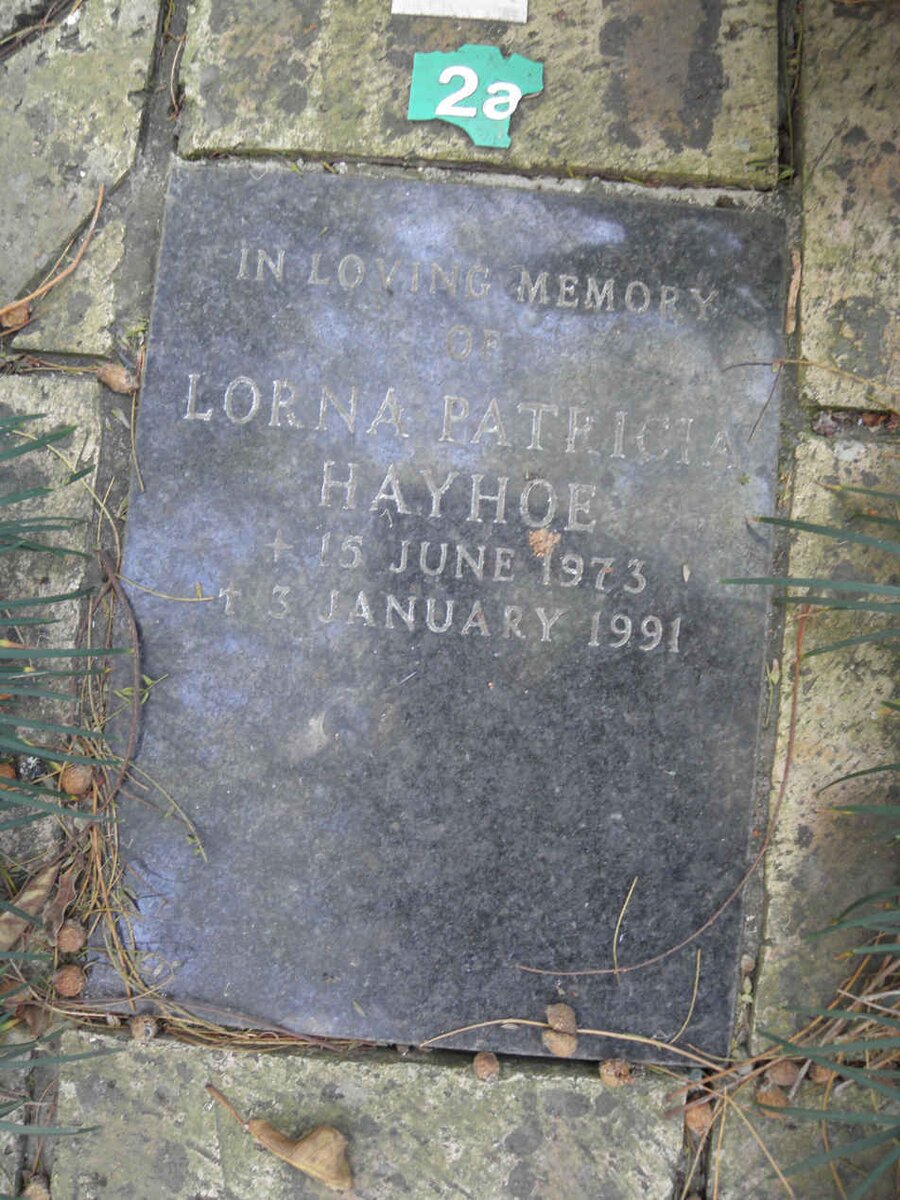 2a
IN LOVING MEMORY
OF
LORNA PATRICIA
HAYHOE
+ 15 JUNE 1973
† 3 JANUARY 1991